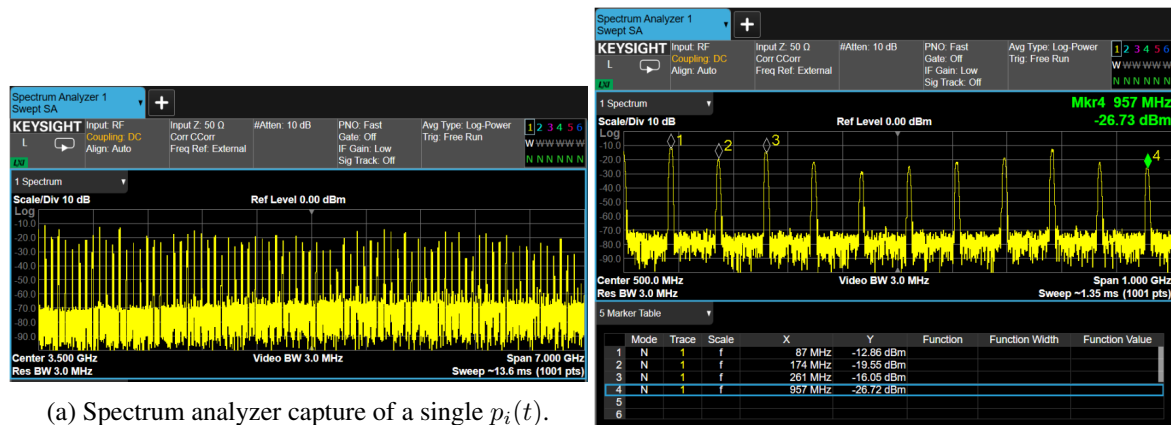 Spectrum Analyzer 1
Swept SA
KEYSIGHT
L
LXI
Input: RF
Coupling: DC
Align: Auto
Input Z: 50 Ω
Corr CCorr
Freq Ref: External
#Atten: 10 dB
PNO: Fast
Gate: Off
IF Gain: Low
Sig Track: Off
Avg Type: Log-Power
Trig: Free Run
1 2 3 4 5 6
W W W W W W
N N N N N N
1 Spectrum
Scale/Div 10 dB
Ref Level 0.00 dBm
Log
-10.0
-20.0
-30.0
-40.0
-50.0
-60.0
-70.0
-80.0
-90.0
Center 3.500 GHz
Video BW 3.0 MHz
Span 7.000 GHz
Res BW 3.0 MHz
Sweep ~13.6 ms (1001 pts)
(a) Spectrum analyzer capture of a single p_i(t).
Spectrum Analyzer 1
Swept SA
KEYSIGHT
L
LXI
Input: RF
Coupling: DC
Align: Auto
Input Z: 50 Ω
Corr CCorr
Freq Ref: External
#Atten: 10 dB
PNO: Fast
Gate: Off
IF Gain: Low
Sig Track: Off
Avg Type: Log-Power
Trig: Free Run
1 2 3 4 5 6
W W W W W W
N N N N N N
1 Spectrum
Mkr4 957 MHz
Scale/Div 10 dB
Ref Level 0.00 dBm
-26.73 dBm
Log
1
2
3
4
-10.0
-20.0
-30.0
-40.0
-50.0
-60.0
-70.0
-80.0
-90.0
Center 500.0 MHz
Video BW 3.0 MHz
Span 1.000 GHz
Res BW 3.0 MHz
Sweep ~1.35 ms (1001 pts)
5 Marker Table
Mode Trace Scale X Y Function Function Width Function Value
1 N 1 f 87 MHz -12.86 dBm
2 N 1 f 174 MHz -19.55 dBm
3 N 1 f 261 MHz -16.05 dBm
4 N 1 f 957 MHz -26.72 dBm
5
6